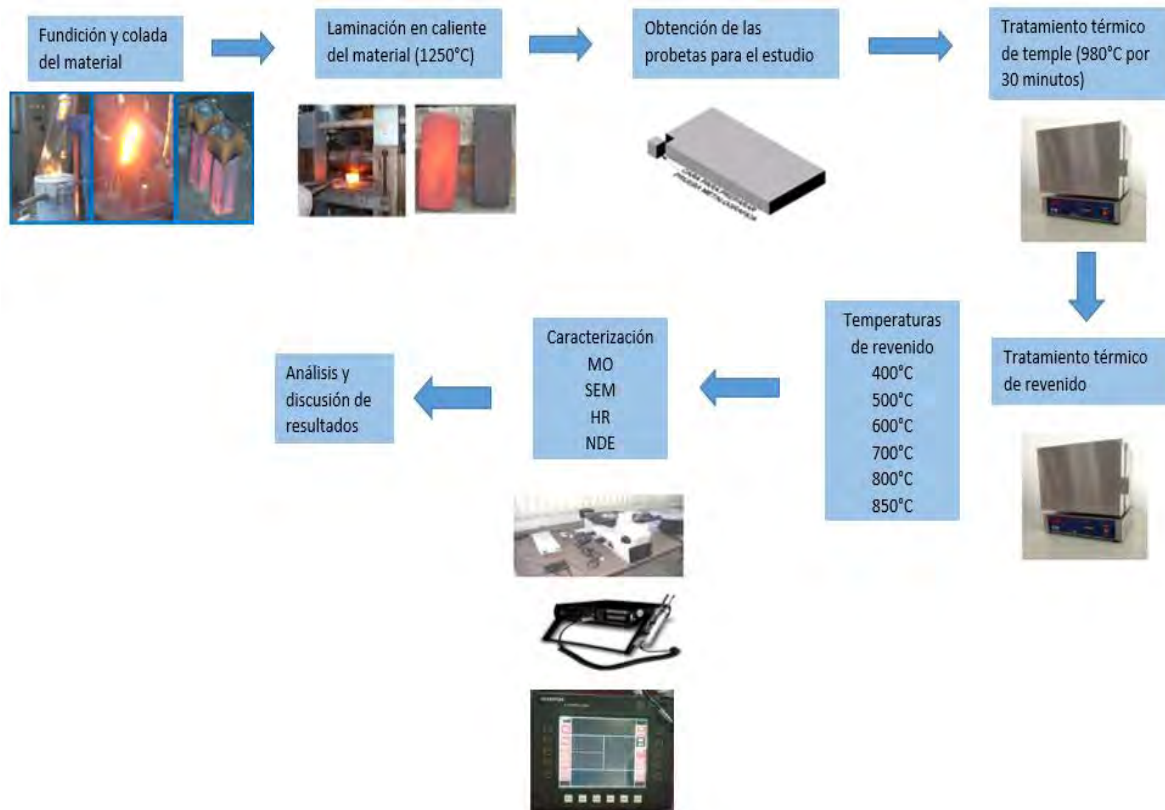 Fundición y colada
del material
Laminación en caliente
del material (1250°C)
Obtención de las
probetas para el estudio
Tratamiento térmico
de temple (980°C por
30 minutos)
Tratamiento térmico
de revenido
Temperaturas
de revenido
400°C
500°C
600°C
700°C
800°C
850°C
Caracterización
MO
SEM
HR
NDE
Análisis y
discusión de
resultados